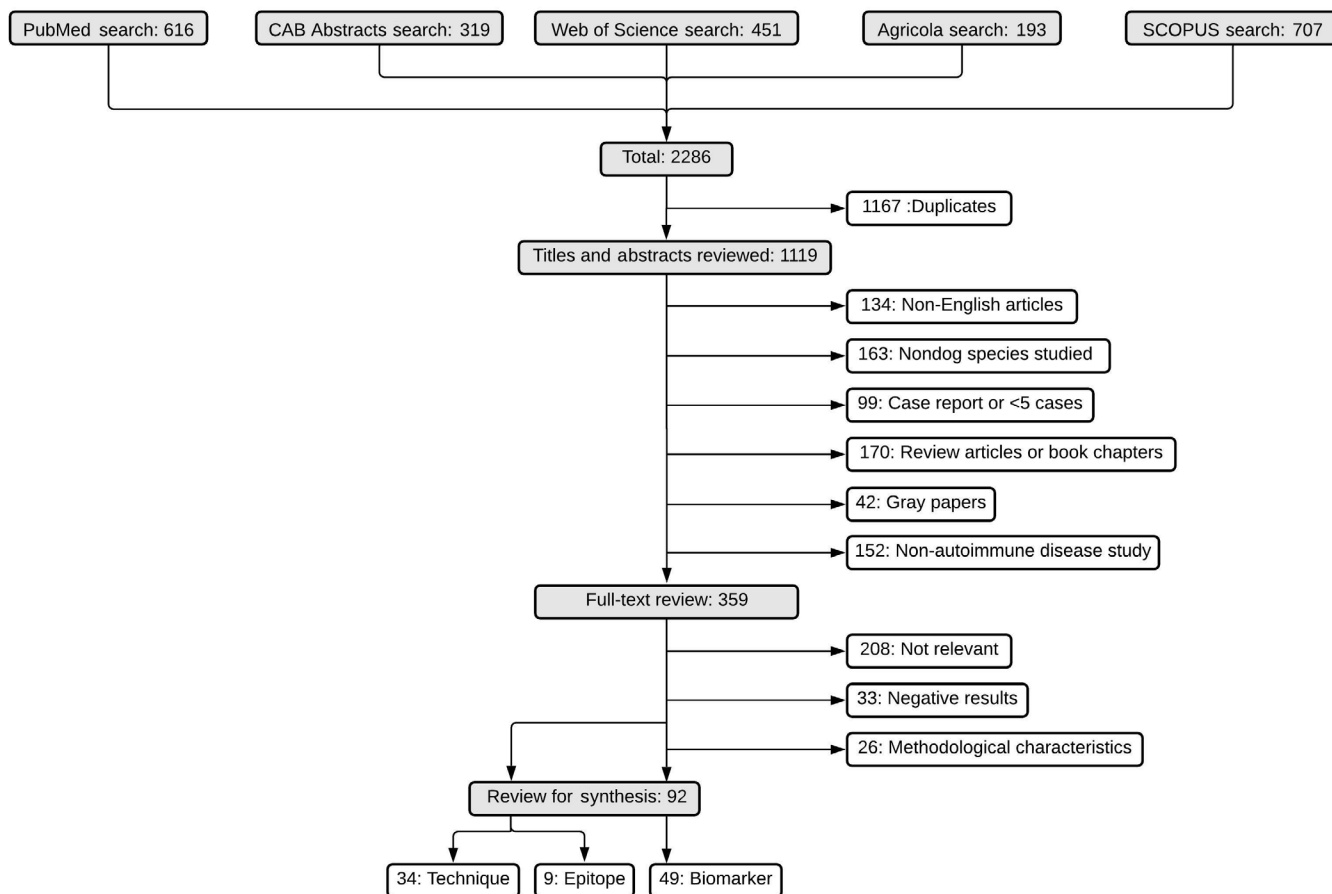 PubMed search: 616
CAB Abstracts search: 319
Web of Science search: 451
Agricola search: 193
SCOPUS search: 707
Total: 2286
1167 :Duplicates
Titles and abstracts reviewed: 1119
134: Non-English articles
163: Nondog species studied
99: Case report or <5 cases
170: Review articles or book chapters
42: Gray papers
152: Non-autoimmune disease study
Full-text review: 359
208: Not relevant
33: Negative results
26: Methodological characteristics
Review for synthesis: 92
34: Technique
9: Epitope
49: Biomarker